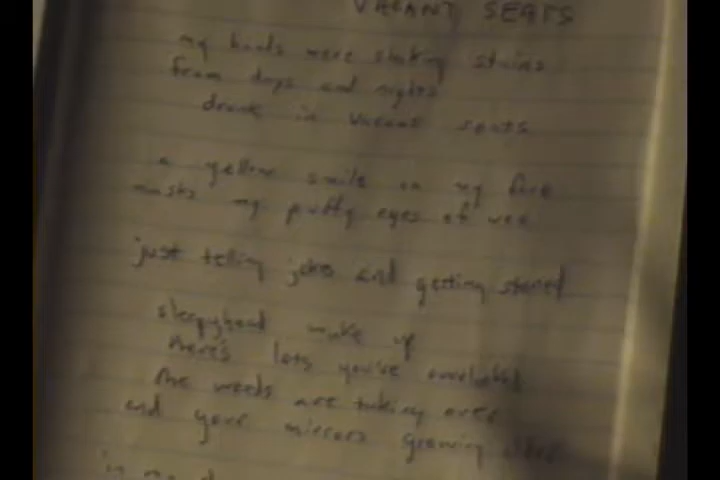 VACANT SEATS
my hands were shaking stains
from days and nights
drunk in vacant seats
a yellow smile on my face
masks my puffy eyes of
just telling jokes and getting stoned
sleepyhead wake up
there's lots you've overlooked
the weeds are taking over
and your mirrors growing older
in my